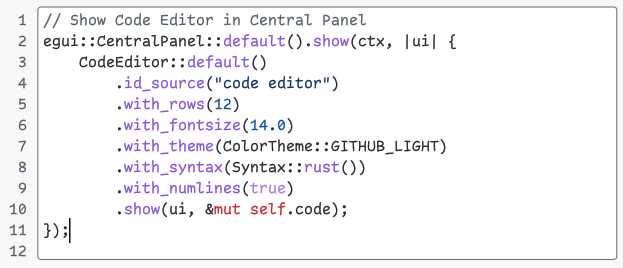 1 // Show Code Editor in Central Panel
2 egui::CentralPanel::default().show(ctx, |ui| {
3     CodeEditor::default()
4         .id_source("code editor")
5         .with_rows(12)
6         .with_fontsize(14.0)
7         .with_theme(ColorTheme::GITHUB_LIGHT)
8         .with_syntax(Syntax::rust())
9         .with_numlines(true)
10         .show(ui, &mut self.code);
11 });
12